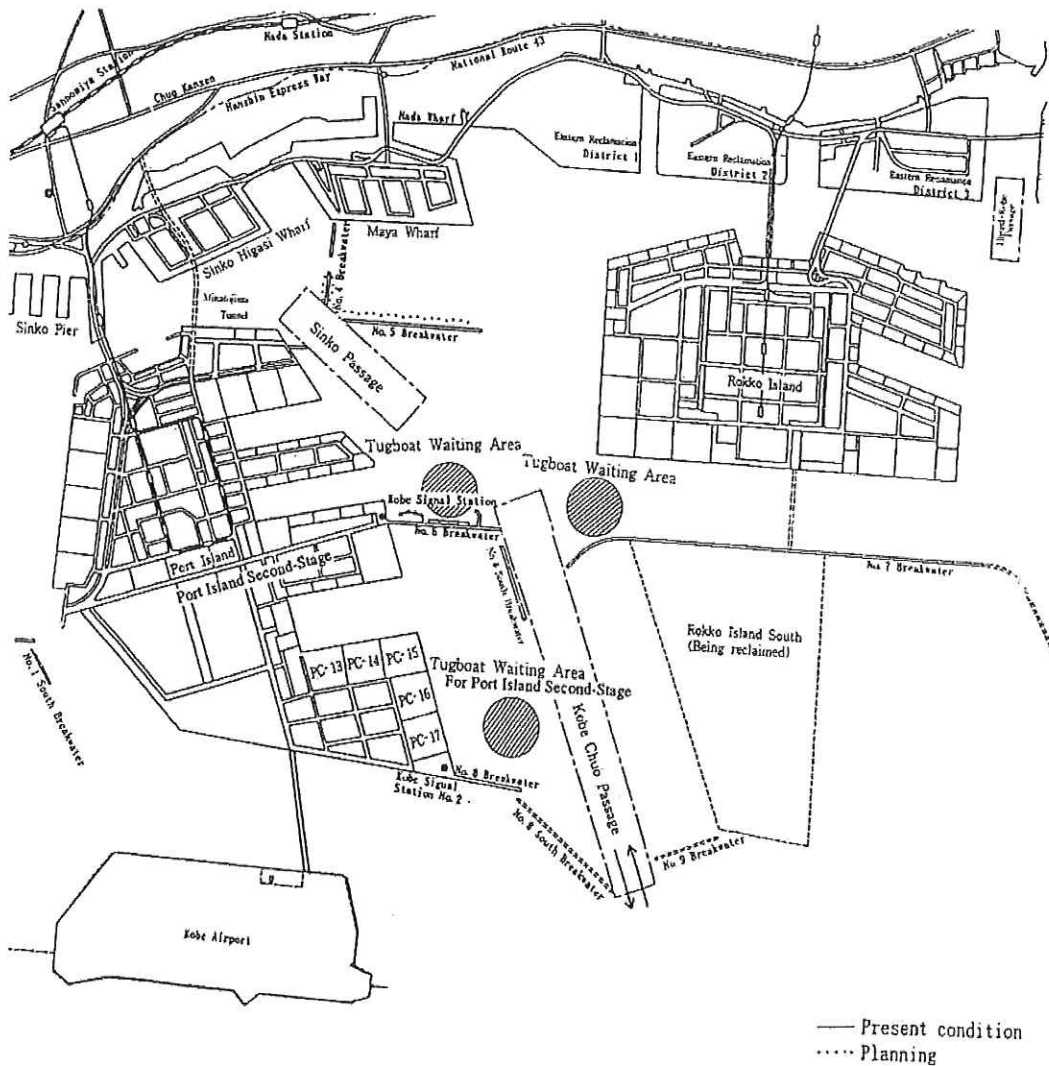 Nada Station
Sannomiya Station
Chuo Kansen
National Route 43
Hanshin Express Way
Nada Wharf
Eastern Reclamation
District 1
Eastern Reclamation
District 2
Eastern Reclamation
District 3
Passage
Maya Wharf
Sinko Higasi Wharf
No. 4 Breakwater
Minatojima
Tunnel
Sinko Pier
Sinko Passage
No. 5 Breakwater
Rokko Island
Tugboat Waiting Area
Tugboat Waiting Area
Kobe Signal Station
No. 6 Breakwater
South Breakwater
Port Island
Port Island Second-Stage
No. 7 Breakwater
Rokko Island South
(Being reclaimed)
No. 1 South Breakwater
PC-13
PC-14
PC-15
PC-16
PC-17
Tugboat Waiting Area
For Port Island Second-Stage
Kobe Chuo Passage
No. 8 Breakwater
Kobe Signal
Station No. 2
No. 8 South Breakwater
No. 9 Breakwater
Kobe Airport
Present condition
Planning